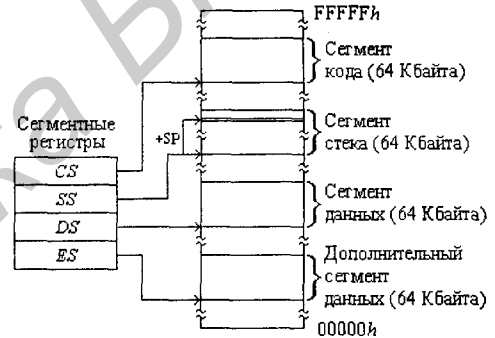 FFFFFh
Сегмент
кода (64 Кбайта)
Сегментные
регистры
+SP
Сегмент
стека (64 Кбайта)
CS
SS
DS
ES
Сегмент
данных (64 Кбайта)
Дополнительный
сегмент
данных (64 Кбайта)
00000h